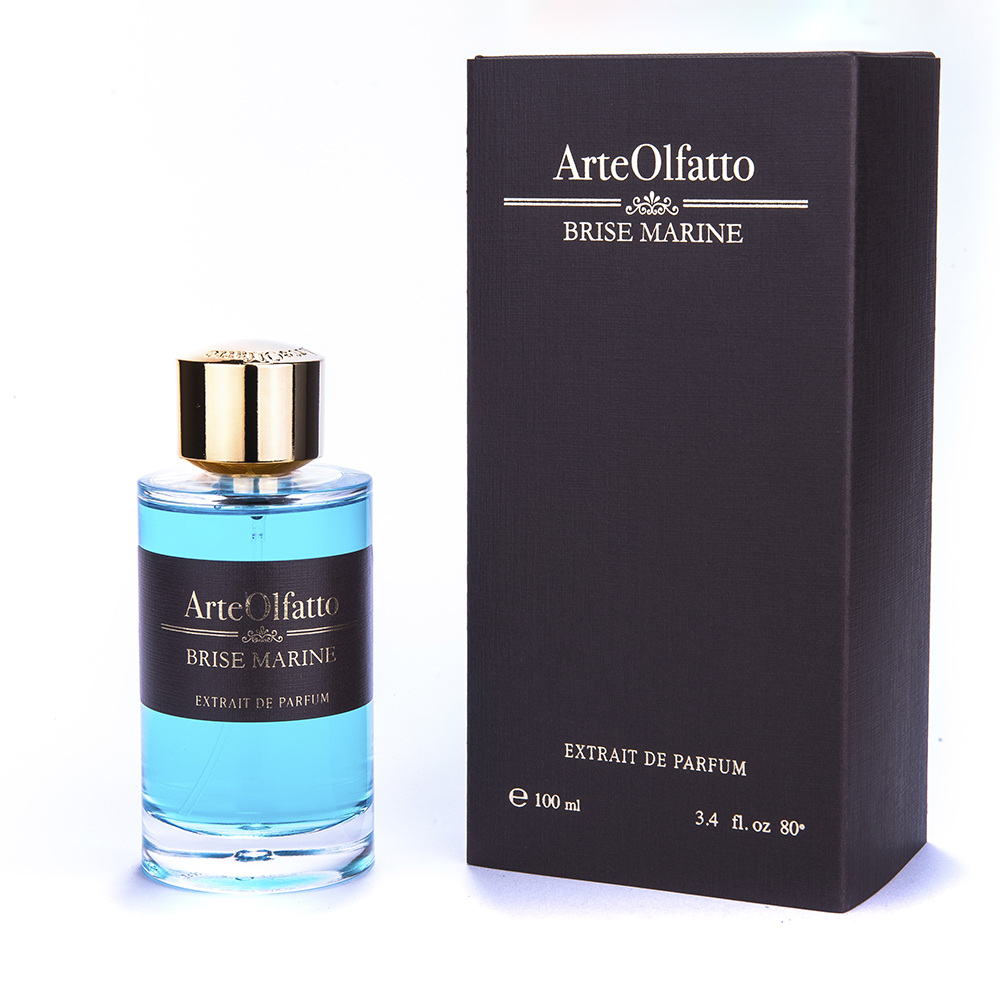 ArteOlfatto
BRISE MARINE
EXTRAIT DE PARFUM
℮ 100 ml
3.4 fl. oz 80°
ArteOlfatto
BRISE MARINE
EXTRAIT DE PARFUM